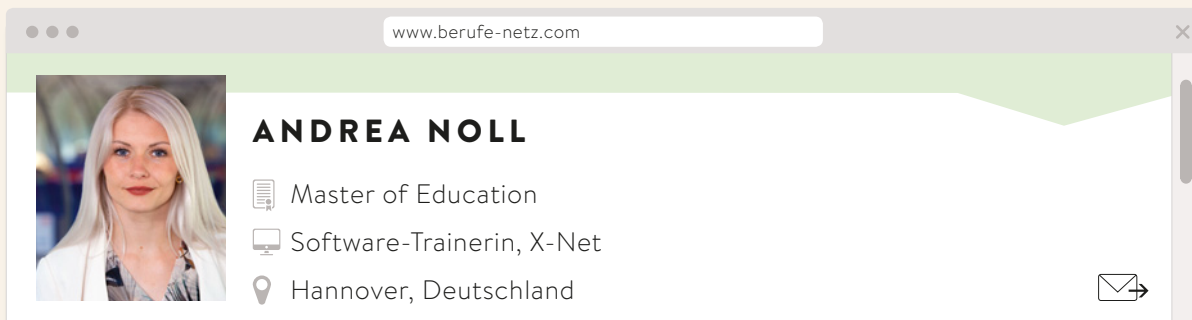 www.berufe-netz.com
ANDREA NOLL
Master of Education
Software-Trainerin, X-Net
Hannover, Deutschland